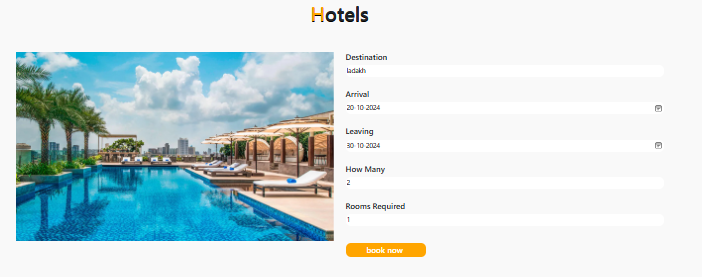 Hotels
Destination
ladakh
Arrival
20-10-2024
Leaving
30-10-2024
How Many
2
Rooms Required
1
book now